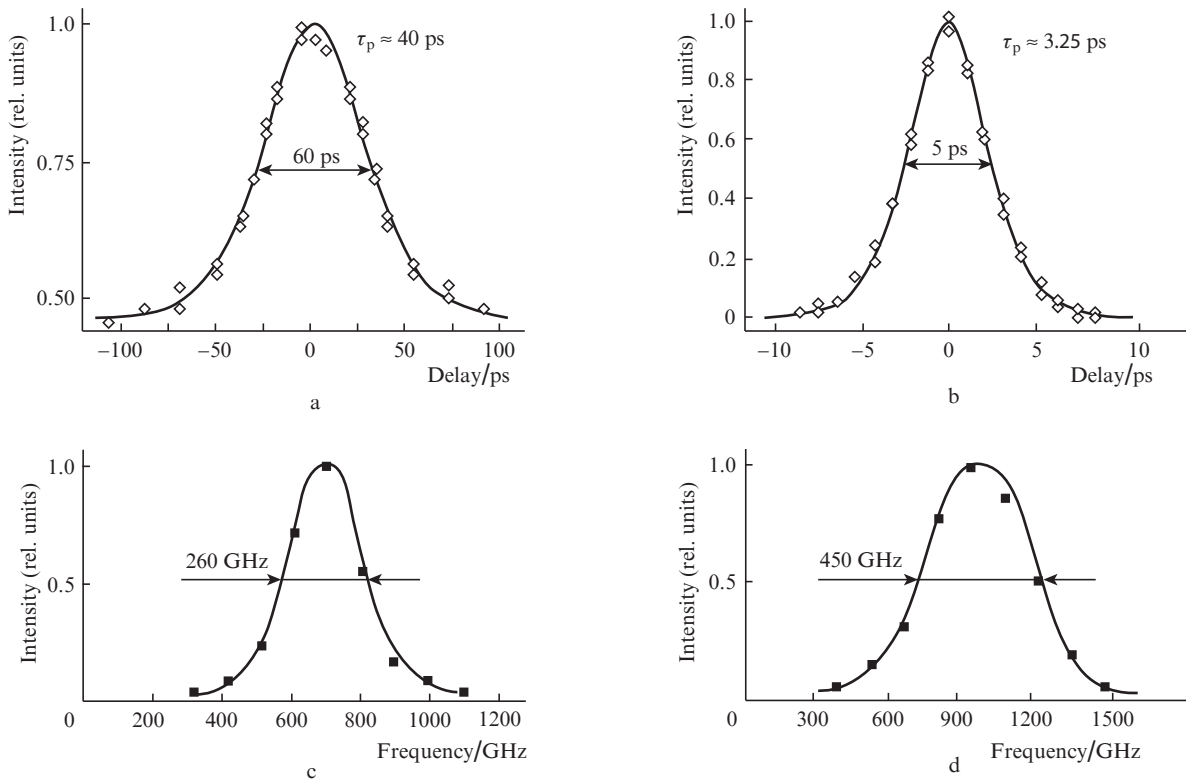 Intensity (rel. units)
1.0
0.75
0.50
τp ≈ 40 ps
60 ps
−100
−50
0
50
100
Delay/ps
a
Intensity (rel. units)
1.0
0.8
0.6
0.4
0.2
0
τp ≈ 3.25 ps
5 ps
−10
−5
0
5
10
Delay/ps
b
Intensity (rel. units)
1.0
0.5
260 GHz
0
200
400
600
800
1000
1200
Frequency/GHz
c
Intensity (rel. units)
1.0
0.5
450 GHz
0
300
600
900
1200
1500
Frequency/GHz
d